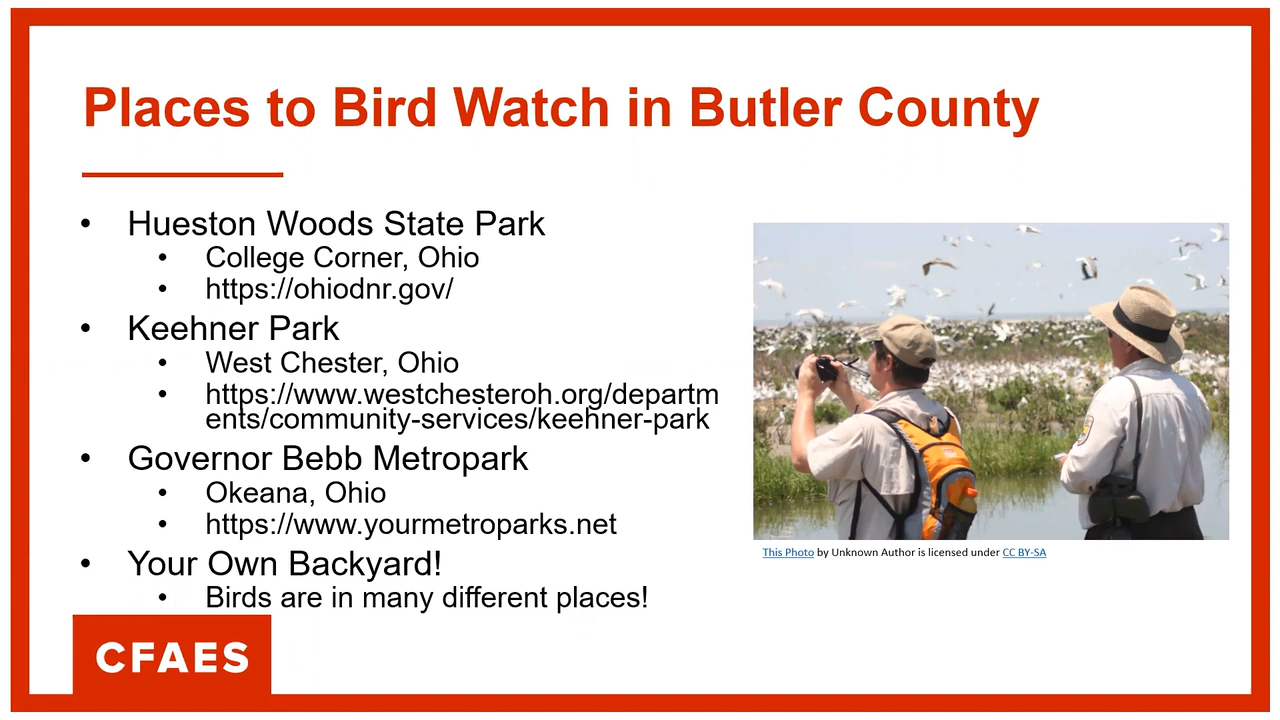 Places to Bird Watch in Butler County
• Hueston Woods State Park
• College Corner, Ohio
• https://ohiodnr.gov/
• Keehner Park
• West Chester, Ohio
• https://www.westchesteroh.org/departm
ents/community-services/keehner-park
• Governor Bebb Metropark
• Okeana, Ohio
• https://www.yourmetroparks.net
• Your Own Backyard!
• Birds are in many different places!
This Photo by Unknown Author is licensed under CC BY-SA
CFAES